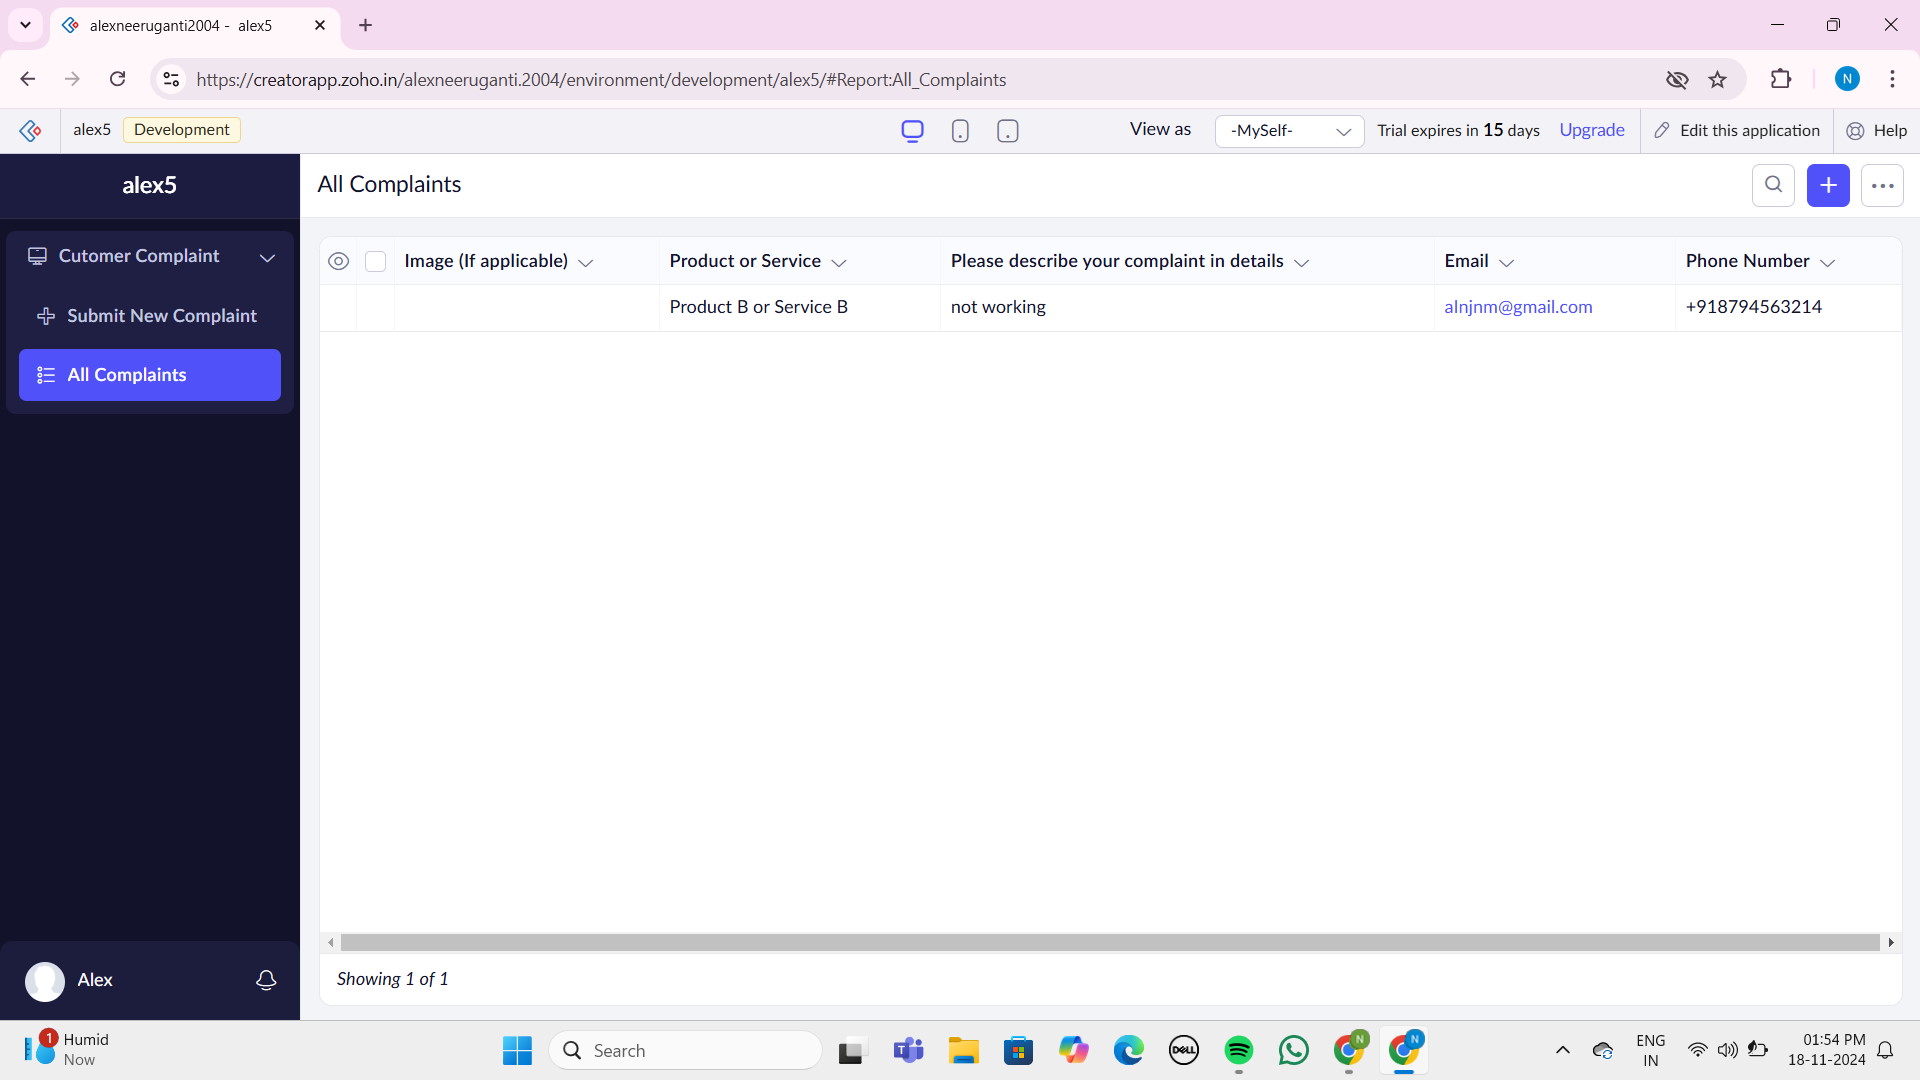 alexneeruganti2004 - alex5
https://creatorapp.zoho.in/alexneeruganti.2004/environment/development/alex5/#Report:All_Complaints
N
alex5 Development View as -MySelf- Trial expires in 15 days Upgrade Edit this application Help
alex5
All Complaints
Cutomer Complaint
Submit New Complaint
All Complaints
Image (If applicable) Product or Service Please describe your complaint in details Email Phone Number
Product B or Service B not working alnjnm@gmail.com +918794563214
Showing 1 of 1
Alex
1
Humid
Now
Search
DELL
N
N
ENG
IN
01:54 PM
18-11-2024